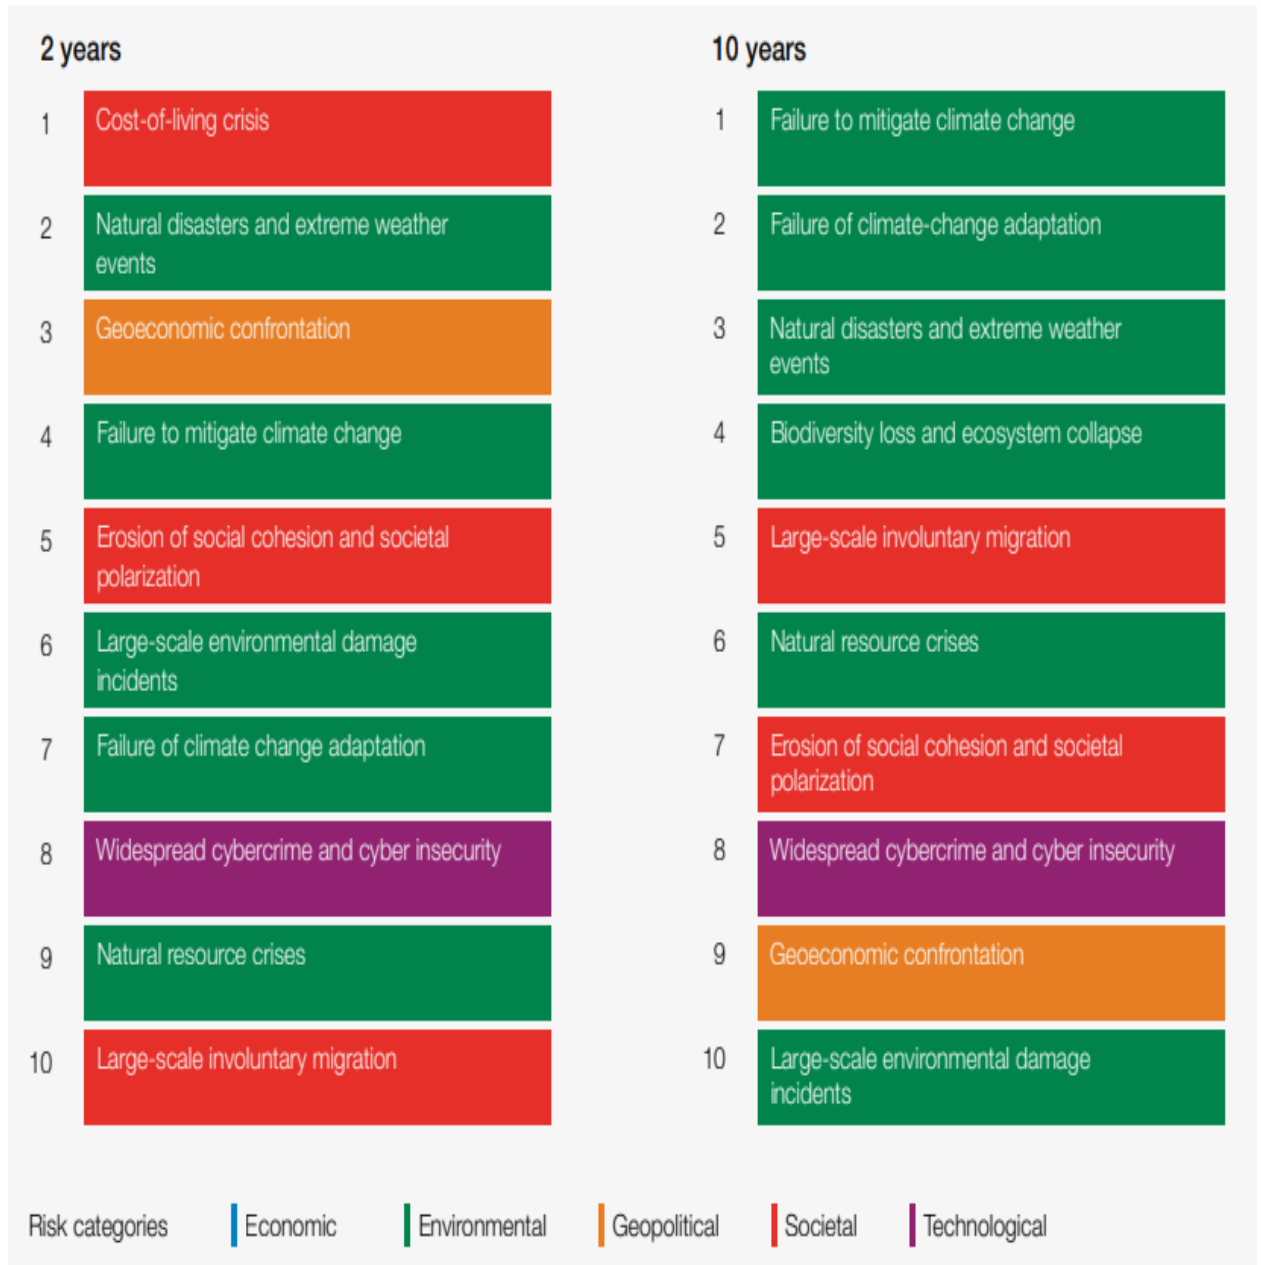 2 years
1
Cost-of-living crisis
2
Natural disasters and extreme weather
events
3
Geoeconomic confrontation
4
Failure to mitigate climate change
5
Erosion of social cohesion and societal
polarization
6
Large-scale environmental damage
incidents
7
Failure of climate change adaptation
8
Widespread cybercrime and cyber insecurity
9
Natural resource crises
10
Large-scale involuntary migration
10 years
1
Failure to mitigate climate change
2
Failure of climate-change adaptation
3
Natural disasters and extreme weather
events
4
Biodiversity loss and ecosystem collapse
5
Large-scale involuntary migration
6
Natural resource crises
7
Erosion of social cohesion and societal
polarization
8
Widespread cybercrime and cyber insecurity
9
Geoeconomic confrontation
10
Large-scale environmental damage
incidents
Risk categories Economic Environmental Geopolitical Societal Technological